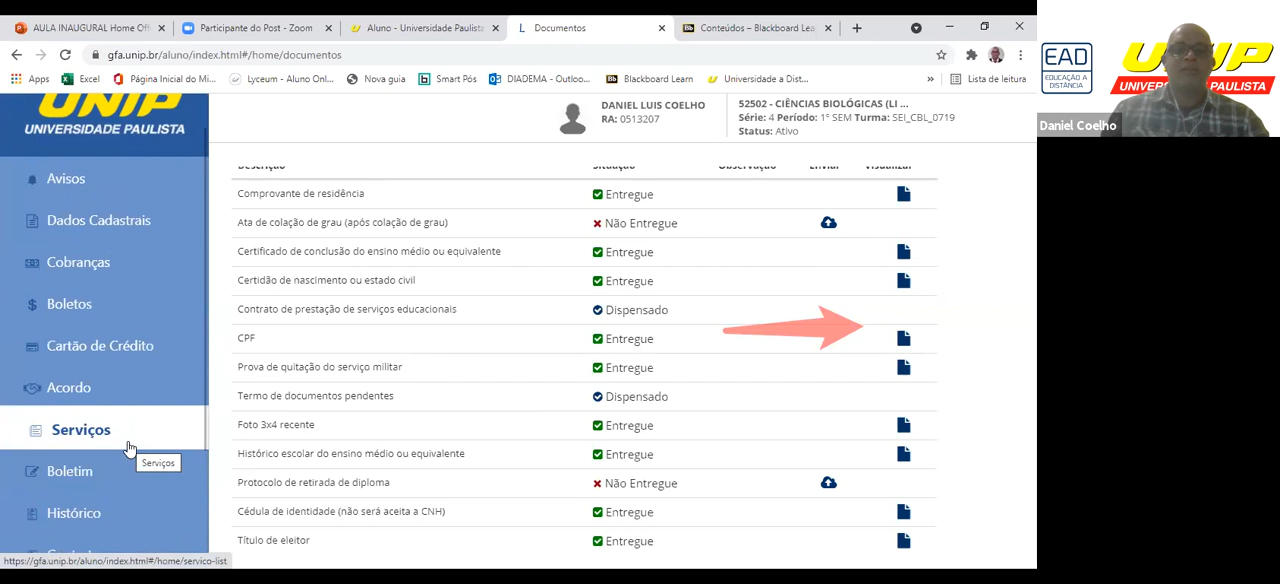 AULA INAUGURAL Home Offi
Participante do Post - Zoom
Aluno - Universidade Paulista
Documentos
Conteúdos – Blackboard Lea
gfa.unip.br/aluno/index.html#/home/documentos
Apps Excel Página Inicial do Mi... Lyceum - Aluno Onl... Nova guia Smart Pós DIADEMA - Outloo... Blackboard Learn Universidade a Dist... » Lista de leitura
UNIP
UNIVERSIDADE PAULISTA
DANIEL LUIS COELHO
RA: 0513207
52502 - CIÊNCIAS BIOLÓGICAS (LI ...
Série: 4 Período: 1º SEM Turma: SEI_CBL_0719
Status: Ativo
Avisos
Dados Cadastrais
Cobranças
Boletos
Cartão de Crédito
Acordo
Serviços
Serviços
Boletim
Histórico
https://gfa.unip.br/aluno/index.html#/home/servico-list
Descrição Situação Observação Enviar Visualizar
Comprovante de residência Entregue
Ata de colação de grau (após colação de grau) Não Entregue
Certificado de conclusão do ensino médio ou equivalente Entregue
Certidão de nascimento ou estado civil Entregue
Contrato de prestação de serviços educacionais Dispensado
CPF Entregue
Prova de quitação do serviço militar Entregue
Termo de documentos pendentes Dispensado
Foto 3x4 recente Entregue
Histórico escolar do ensino médio ou equivalente Entregue
Protocolo de retirada de diploma Não Entregue
Cédula de identidade (não será aceita a CNH) Entregue
Título de eleitor Entregue
EAD
EDUCAÇÃO A
DISTÂNCIA
UNIP
UNIVERSIDADE PAULISTA
Daniel Coelho